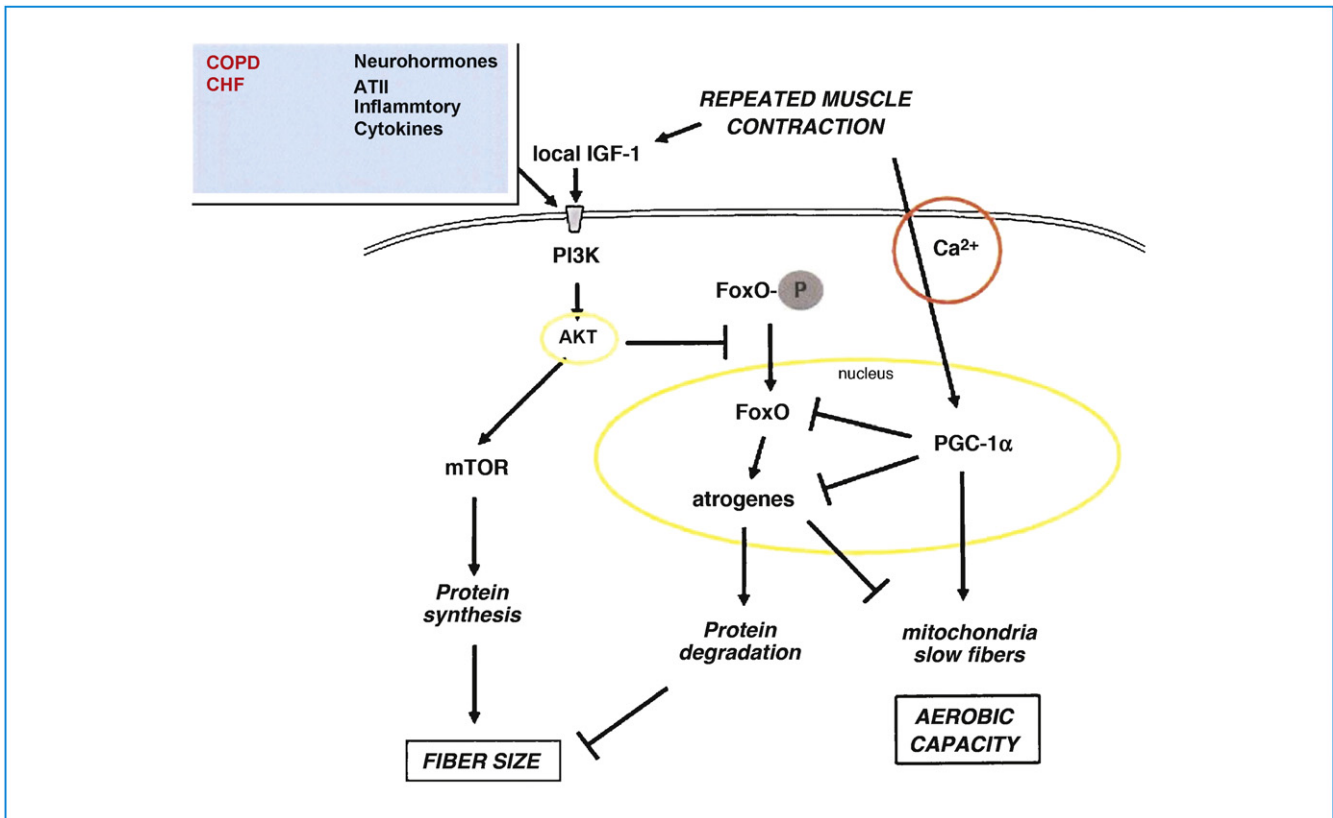 COPD
CHF
Neurohormones
ATII
Inflammtory
Cytokines
REPEATED MUSCLE
CONTRACTION
local IGF-1
PI3K
Ca²⁺
FoxO- P
AKT
nucleus
FoxO
PGC-1α
mTOR
atrogenes
Protein
synthesis
Protein
degradation
mitochondria
slow fibers
AEROBIC
CAPACITY
FIBER SIZE